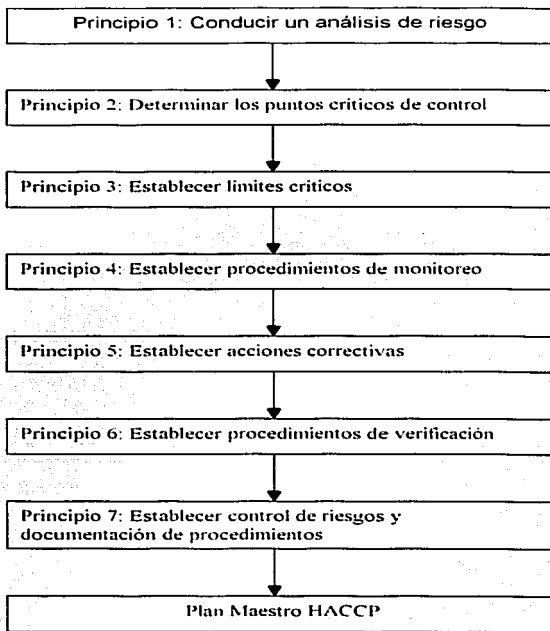 Principio 1: Conducir un análisis de riesgo
Principio 2: Determinar los puntos críticos de control
Principio 3: Establecer límites críticos
Principio 4: Establecer procedimientos de monitoreo
Principio 5: Establecer acciones correctivas
Principio 6: Establecer procedimientos de verificación
Principio 7: Establecer control de riesgos y
documentación de procedimientos
Plan Maestro HACCP